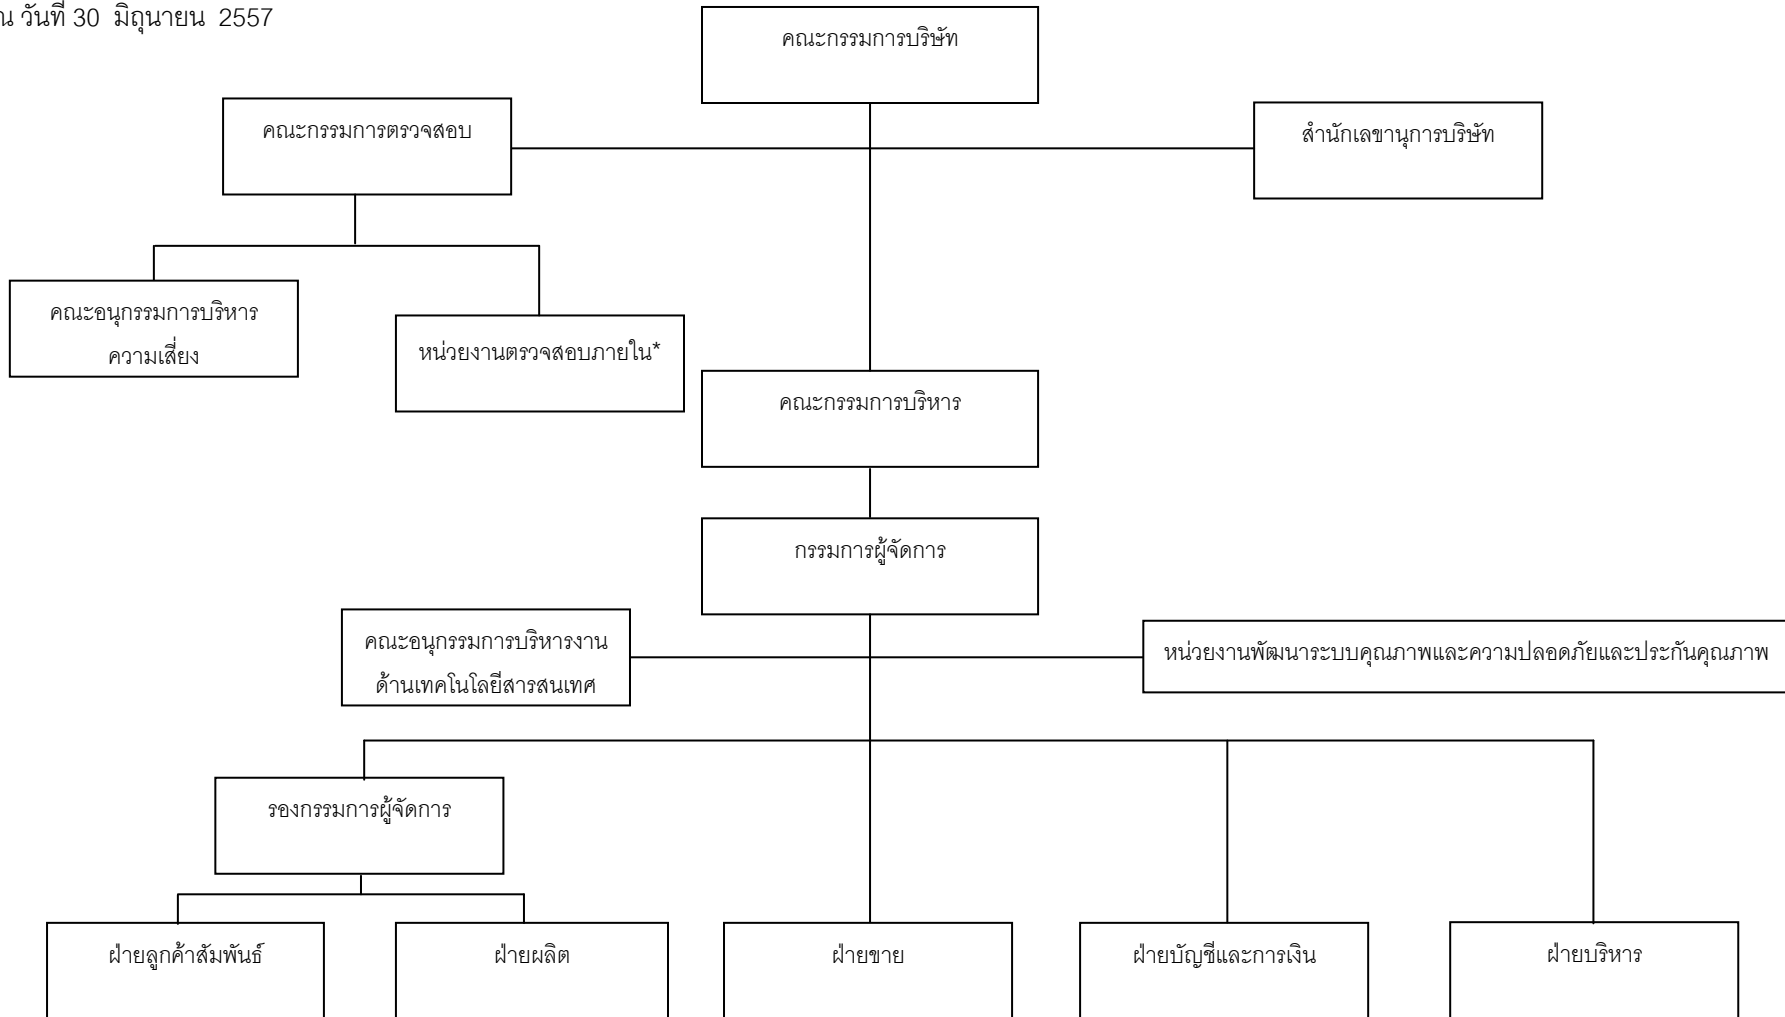 ณ วันที่ 30 มิถุนายน 2557
คณะกรรมการบริษัท
คณะกรรมการตรวจสอบ
สำนักเลขานุการบริษัท
คณะอนุกรรมการบริหาร
ความเสี่ยง
หน่วยงานตรวจสอบภายใน*
คณะกรรมการบริหาร
กรรมการผู้จัดการ
คณะอนุกรรมการบริหารงาน
ด้านเทคโนโลยีสารสนเทศ
หน่วยงานพัฒนาระบบคุณภาพและความปลอดภัยและประกันคุณภาพ
รองกรรมการผู้จัดการ
ฝ่ายลูกค้าสัมพันธ์
ฝ่ายผลิต
ฝ่ายขาย
ฝ่ายบัญชีและการเงิน
ฝ่ายบริหาร